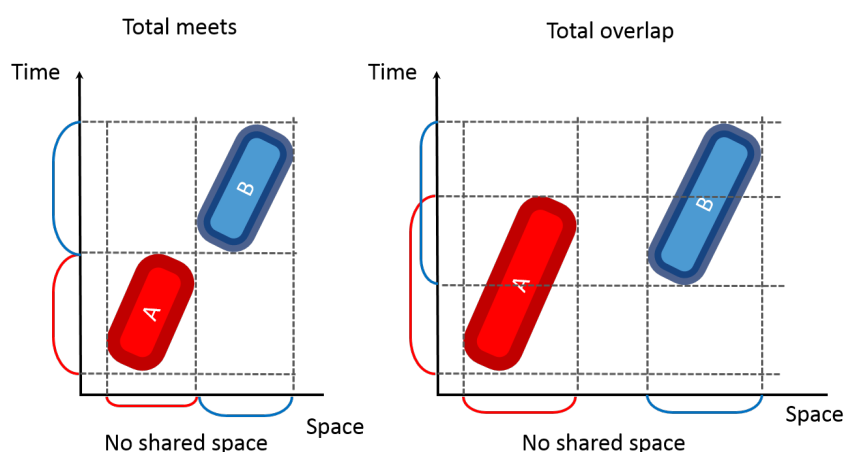 Total meets
Time
B
A
Space
No shared space
Total overlap
Time
B
A
Space
No shared space